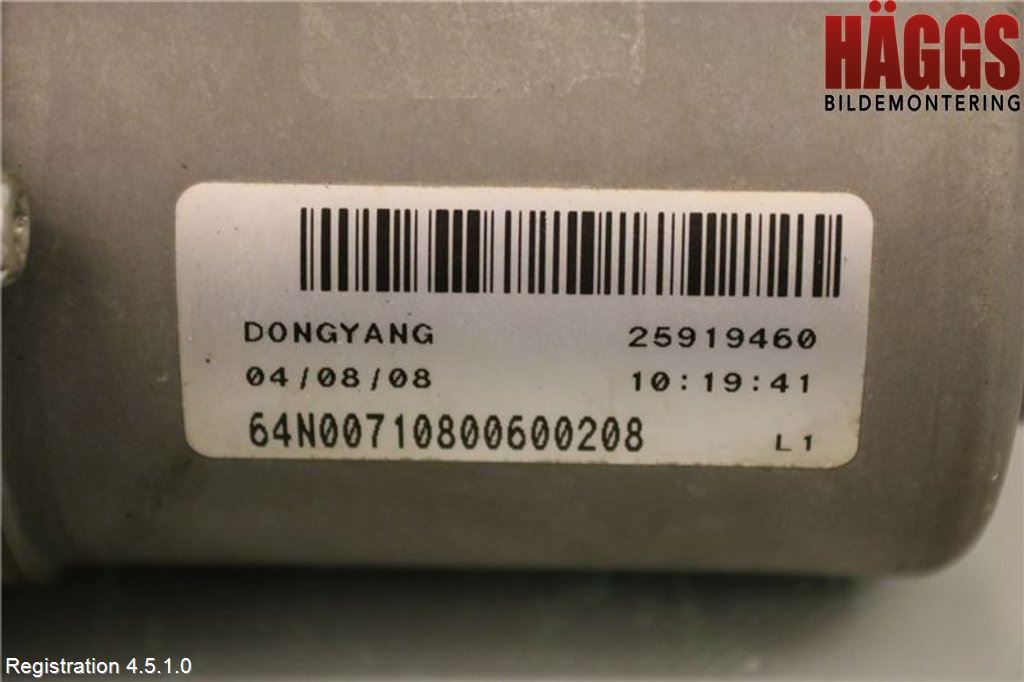 HÄGGS
BILDEMONTERING
DONGYANG 25919460
04/08/08 10:19:41
64N00710800600208 L1
Registration 4.5.1.0